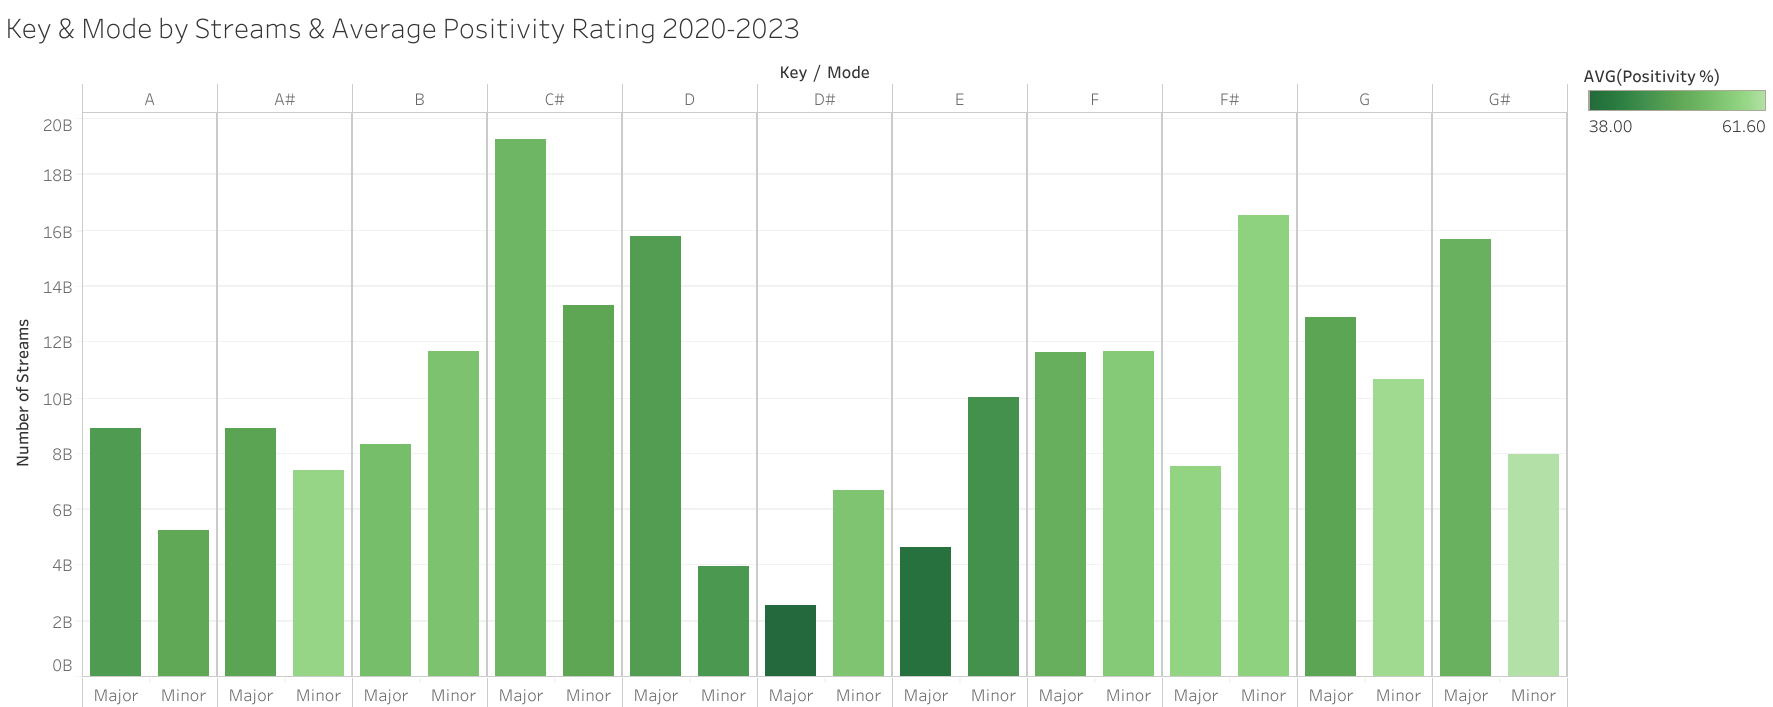 Key & Mode by Streams & Average Positivity Rating 2020-2023
Key / Mode
A A# B C# D D# E F F# G G#
AVG(Positivity %)
38.00 61.60
20B
18B
16B
14B
12B
10B
8B
6B
4B
2B
0B
Number of Streams
Major Minor Major Minor Major Minor Major Minor Major Minor Major Minor Major Minor Major Minor Major Minor Major Minor Major Minor